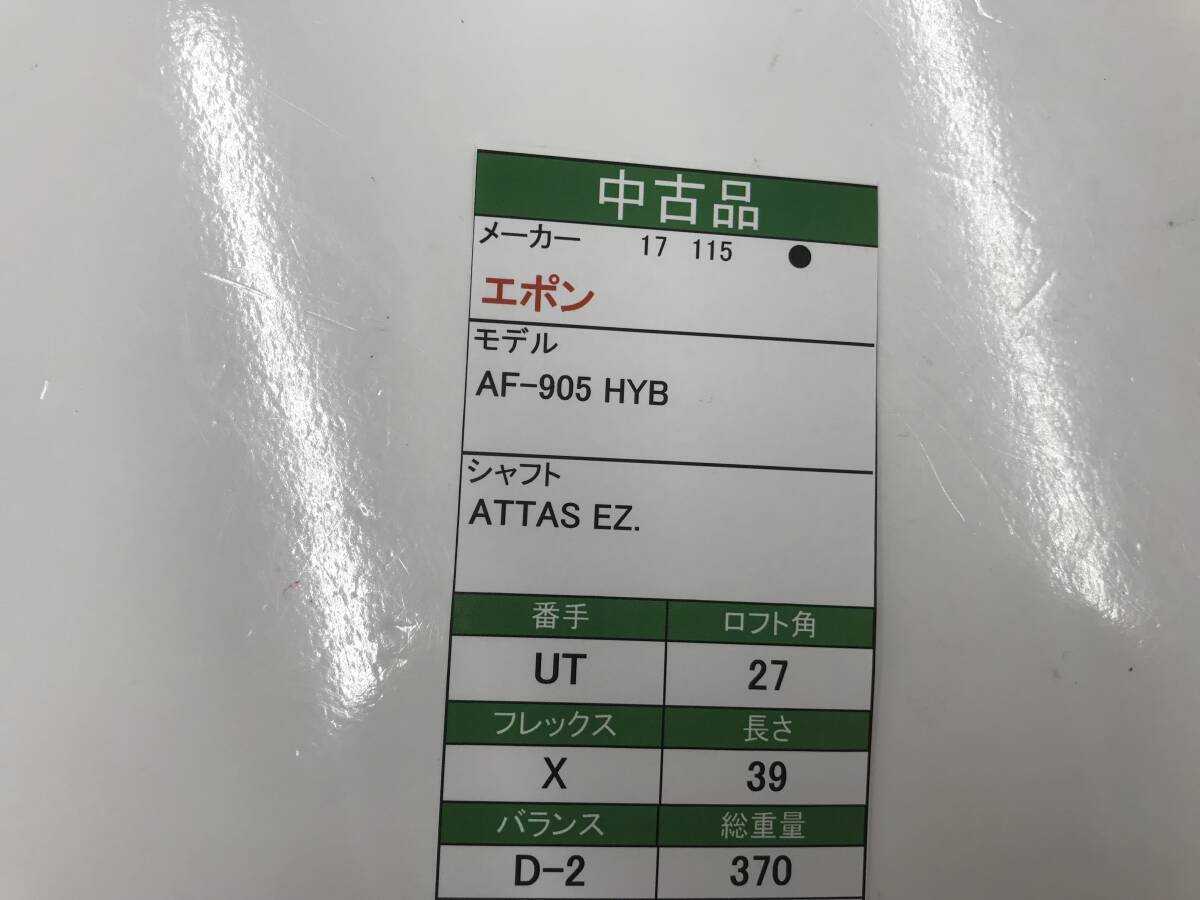 中古品
メーカー 17 115 ●
エポン
モデル
AF-905 HYB
シャフト
ATTAS EZ.
番手 ロフト角
UT 27
フレックス 長さ
X 39
バランス 総重量
D-2 370